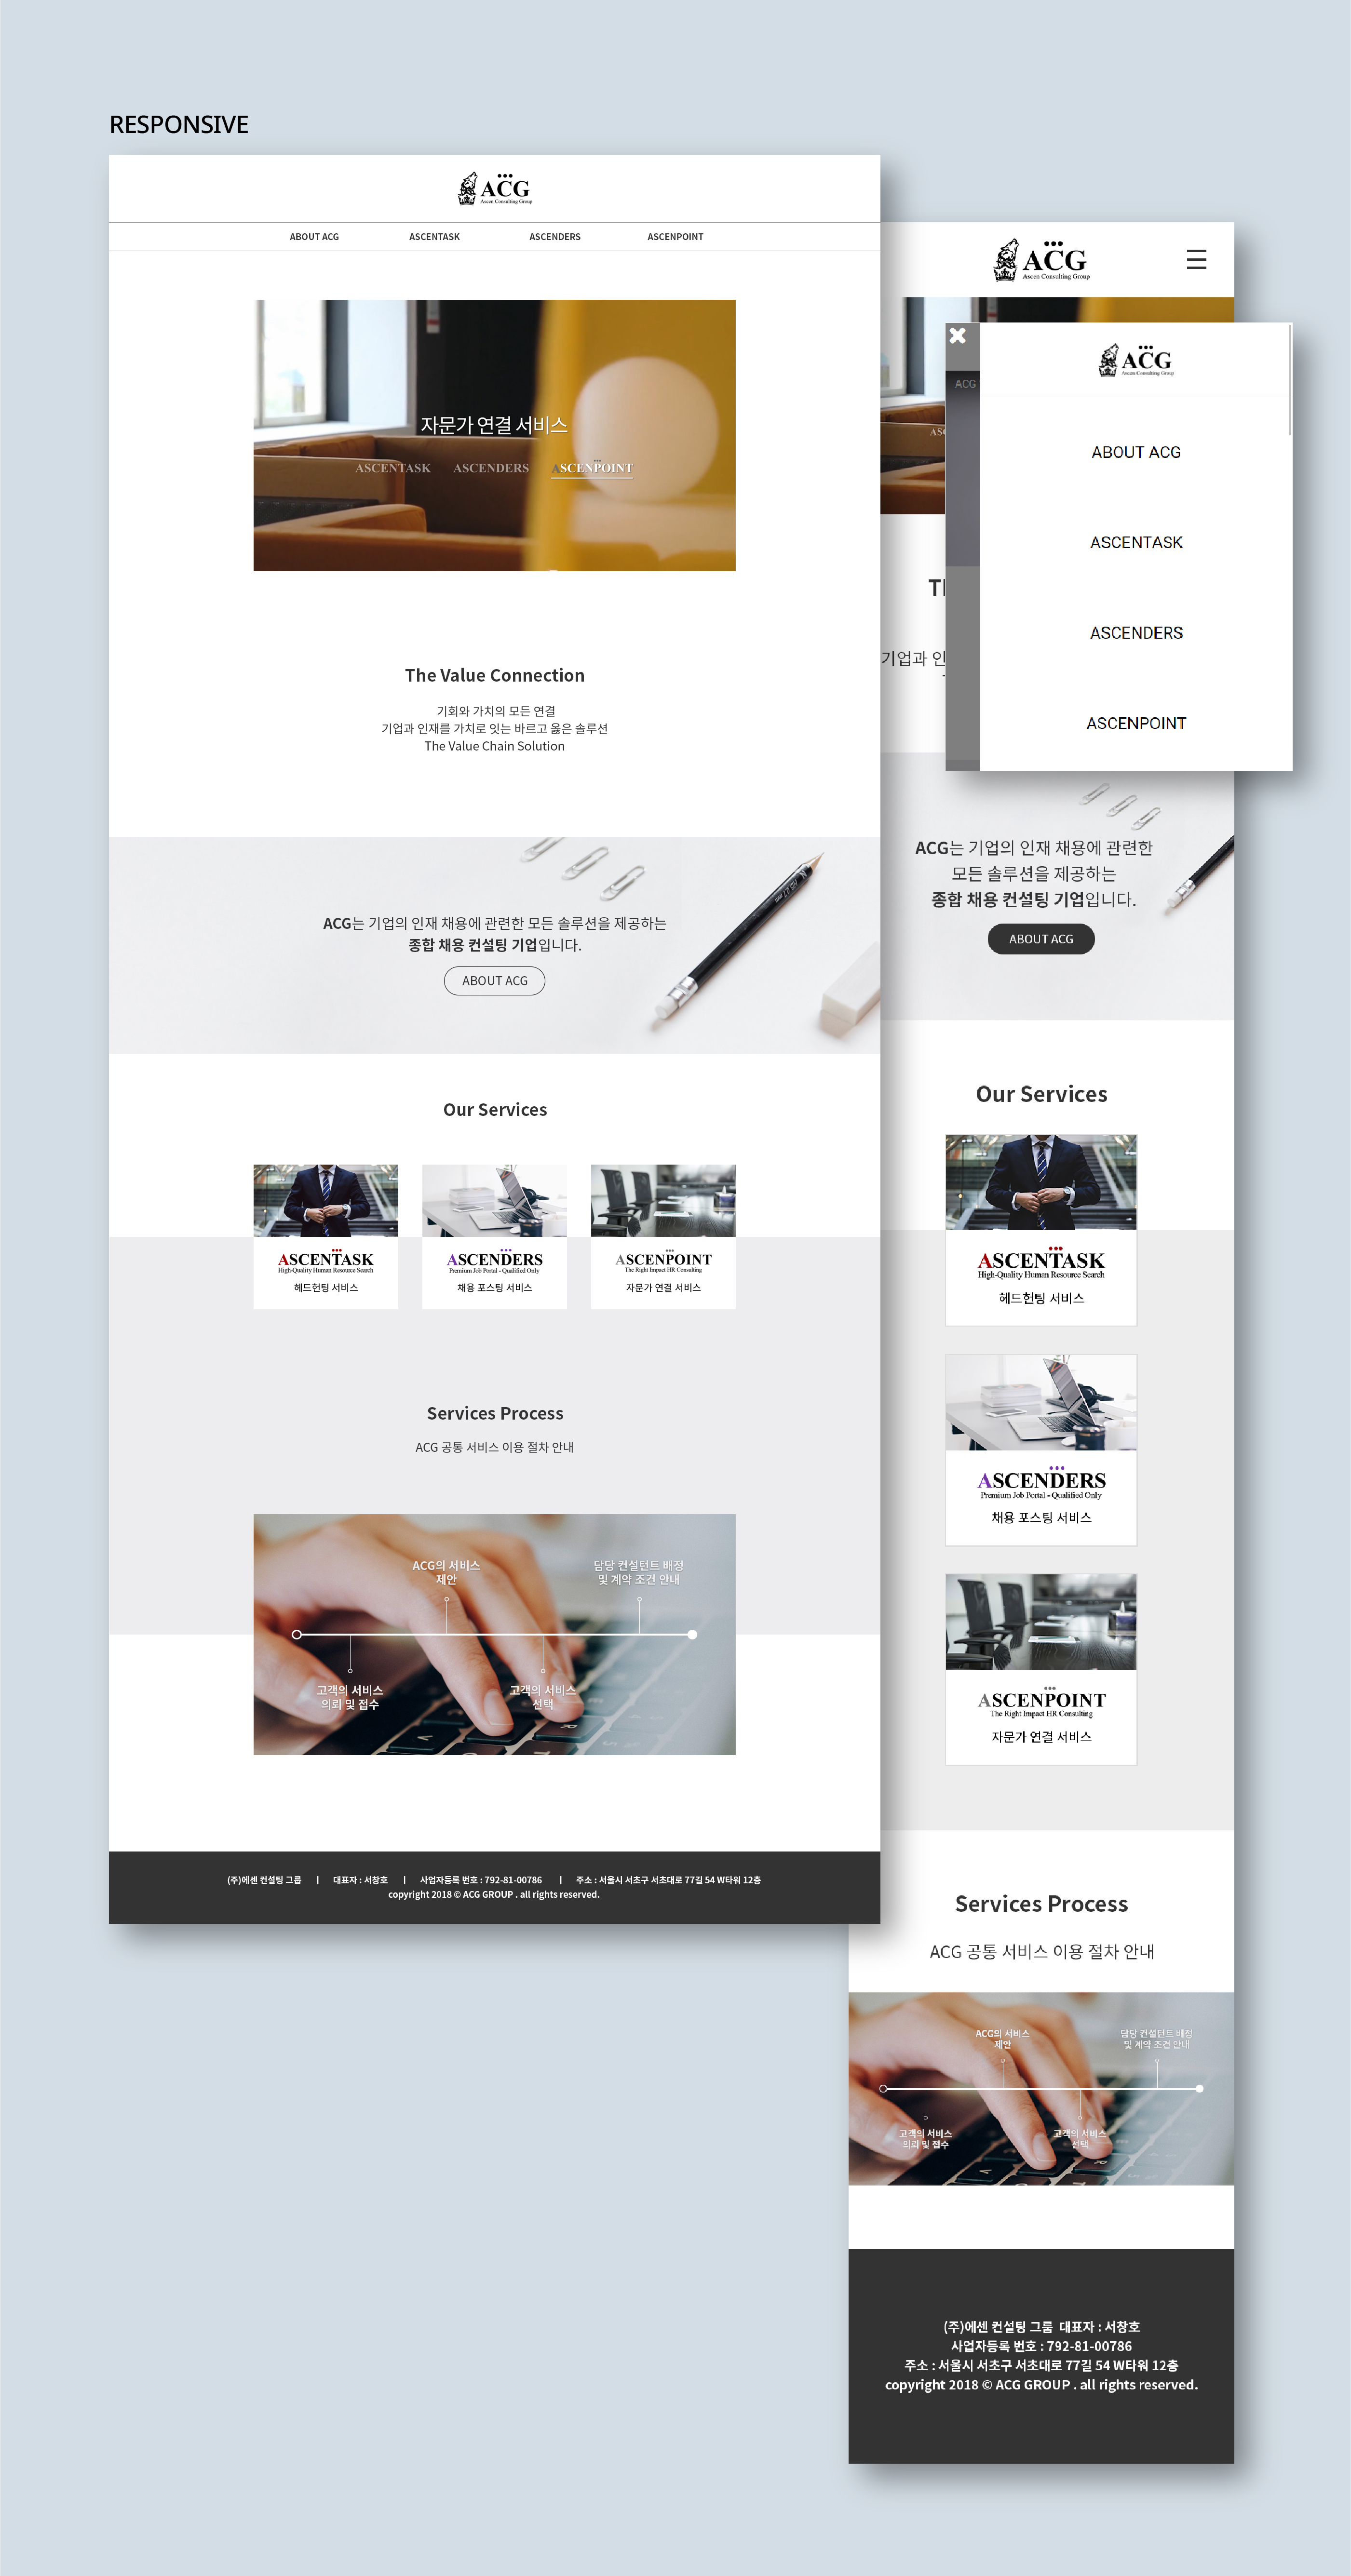 RESPONSIVE
ACG
Ascen Consulting Group
ABOUT ACG ASCENTASK ASCENDERS ASCENPOINT
자문가 연결 서비스
ASCENTASK ASCENDERS ASCENPOINT
The Value Connection
기회와 가치의 모든 연결
기업과 인재를 가치로 잇는 바르고 옳은 솔루션
The Value Chain Solution
ACG는 기업의 인재 채용에 관련한 모든 솔루션을 제공하는
종합 채용 컨설팅 기업입니다.
ABOUT ACG
Our Services
ASCENTASK
High-Quality Human Resource Search
헤드헌팅 서비스
ASCENDERS
Premium Job Portal - Qualified Only
채용 포스팅 서비스
ASCENPOINT
The Right Impact HR Consulting
자문가 연결 서비스
Services Process
ACG 공통 서비스 이용 절차 안내
ACG의 서비스
제안
담당 컨설턴트 배정
및 계약 조건 안내
고객의 서비스
의뢰 및 접수
고객의 서비스
선택
(주)에센 컨설팅 그룹 | 대표자 : 서창호 | 사업자등록 번호 : 792-81-00786 | 주소 : 서울시 서초구 서초대로 77길 54 W타워 12층
copyright 2018 © ACG GROUP . all rights reserved.
ACG
Ascen Consulting Group
ASC
기업과 인
ACG
ACG
Ascen Consulting Group
ABOUT ACG
ASCENTASK
ASCENDERS
ASCENPOINT
ACG는 기업의 인재 채용에 관련한
모든 솔루션을 제공하는
종합 채용 컨설팅 기업입니다.
ABOUT ACG
Our Services
ASCENTASK
High-Quality Human Resource Search
헤드헌팅 서비스
ASCENDERS
Premium Job Portal - Qualified Only
채용 포스팅 서비스
ASCENPOINT
The Right Impact HR Consulting
자문가 연결 서비스
Services Process
ACG 공통 서비스 이용 절차 안내
ACG의 서비스
제안
담당 컨설턴트 배정
및 계약 조건 안내
고객의 서비스
의뢰 및 접수
고객의 서비스
선택
(주)에센 컨설팅 그룹 대표자 : 서창호
사업자등록 번호 : 792-81-00786
주소 : 서울시 서초구 서초대로 77길 54 W타워 12층
copyright 2018 © ACG GROUP . all rights reserved.